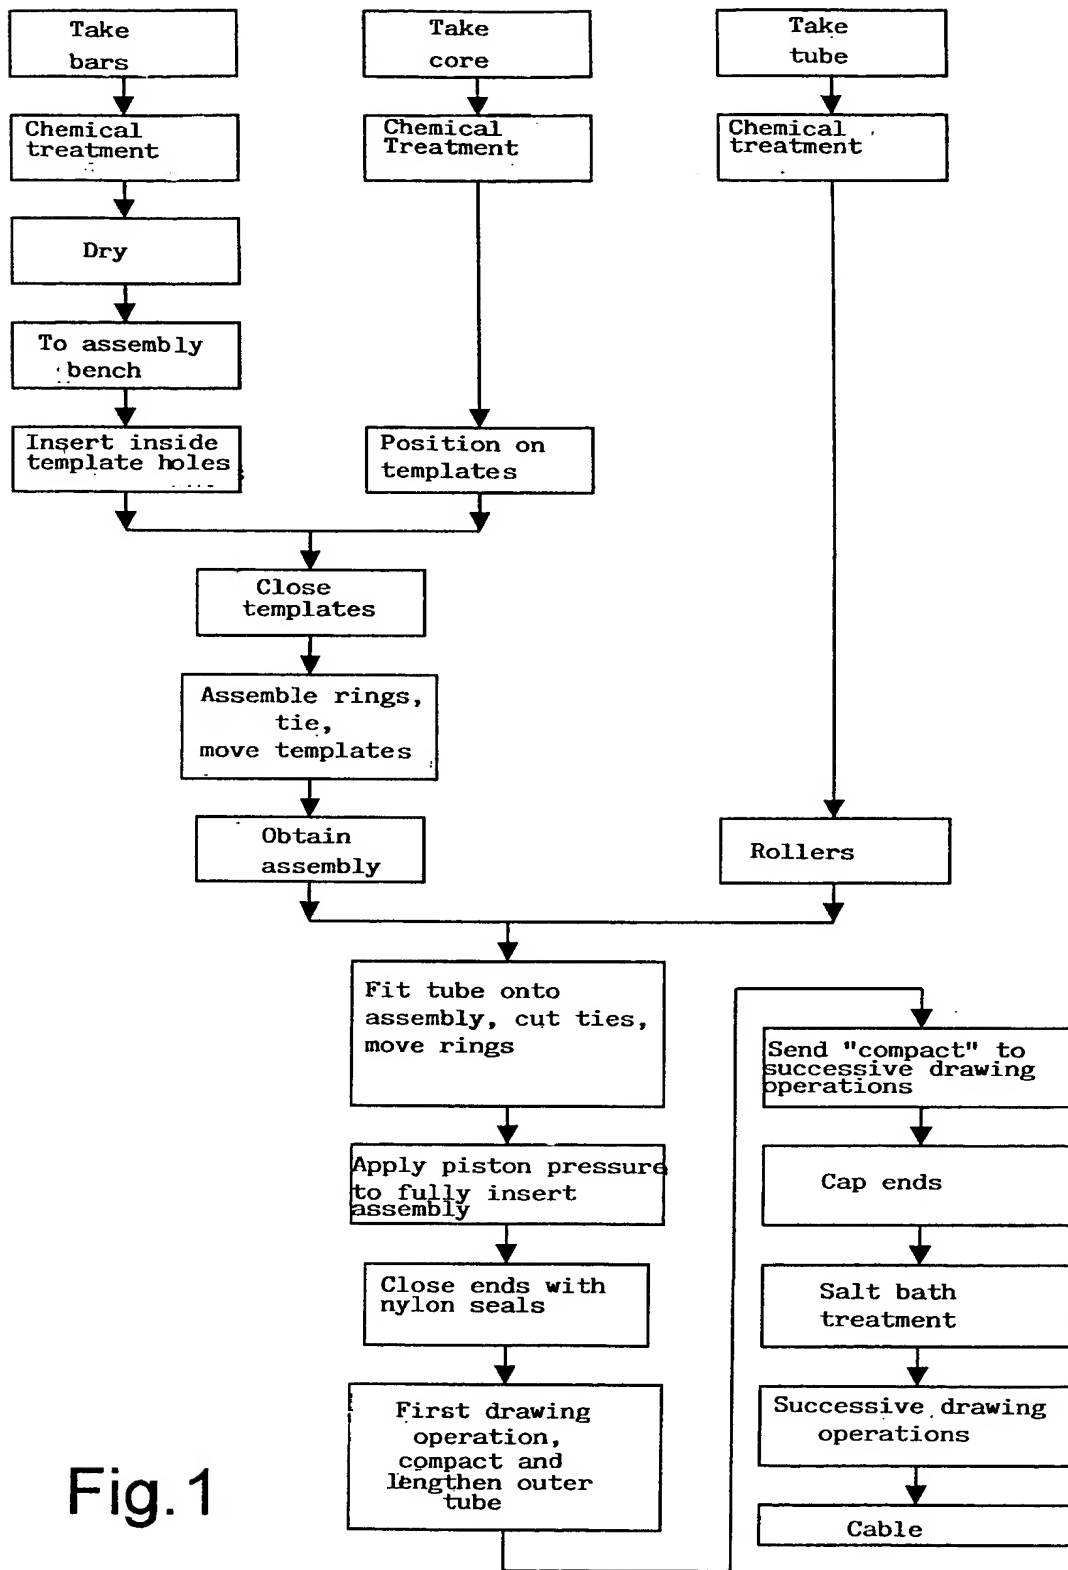 Take
bars
Take
core
Take
tube
Chemical
treatment
Chemical
Treatment
Chemical
treatment
Dry
To assembly
bench
Insert inside
template holes
Position on
templates
Close
templates
Assemble rings,
tie,
move templates
Obtain
assembly
Rollers
Fit tube onto
assembly, cut ties,
move rings
Apply piston pressure
to fully insert
assembly
Close ends with
nylon seals
First drawing
operation,
compact and
lengthen outer
tube
Send "compact" to
successive drawing
operations
Cap ends
Salt bath
treatment
Successive drawing
operations
Cable
Fig.1